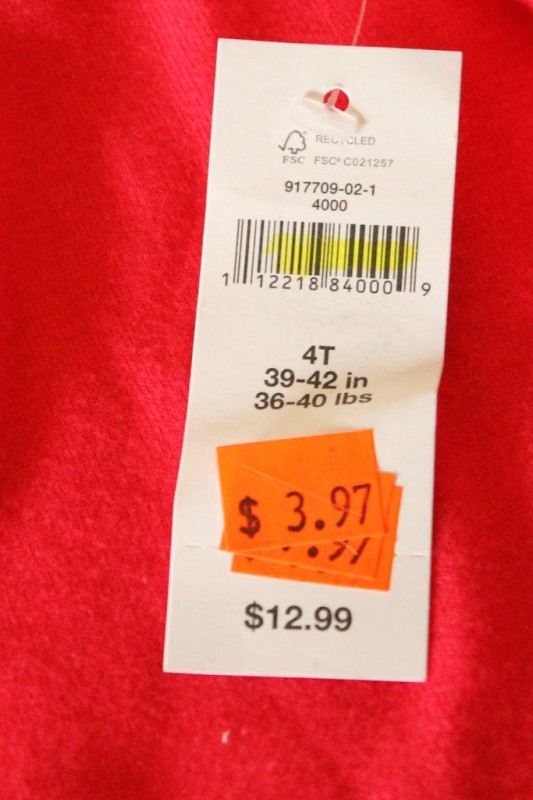 RECYCLED
FSC FSC® C021257
917709-02-1
4000
1 12218 84000 9
4T
39-42 in
36-40 lbs
$ 3.97
.97
$12.99